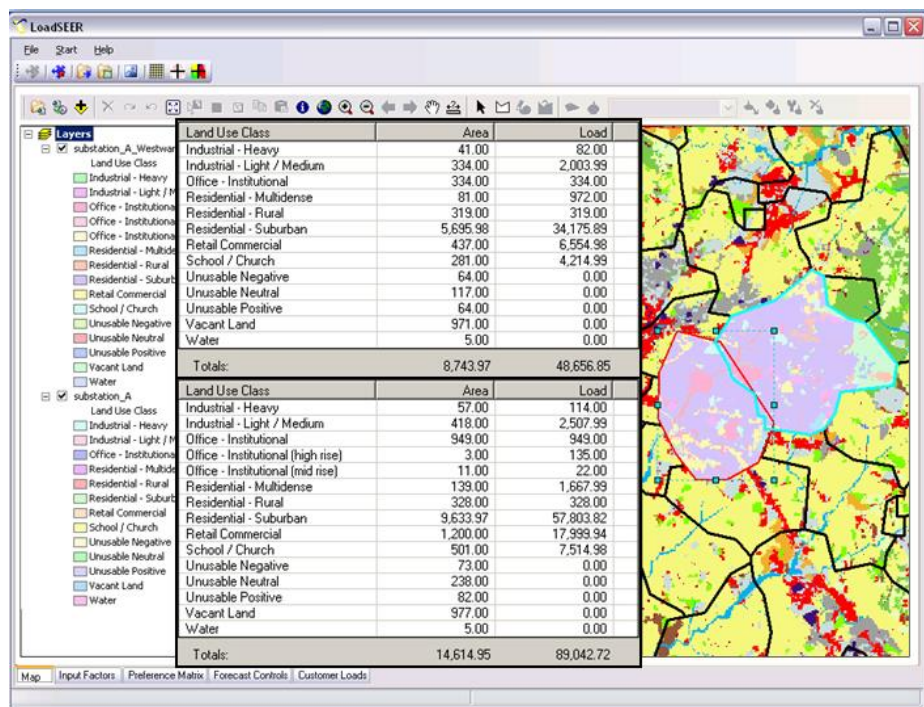 LoadSEER
File Start Help
Layers
substation_A_Westwar
Land Use Class
Industrial - Heavy
Industrial - Light / M
Office - Institutiona
Office - Institutiona
Office - Institutiona
Residential - Multide
Residential - Rural
Residential - Suburb
Retail Commercial
School / Church
Unusable Negative
Unusable Neutral
Unusable Positive
Vacant Land
Water
substation_A
Land Use Class
Industrial - Heavy
Industrial - Light / M
Office - Institutiona
Residential - Multide
Residential - Rural
Residential - Suburb
Retail Commercial
School / Church
Unusable Negative
Unusable Neutral
Unusable Positive
Vacant Land
Water
Land Use Class Area Load
Industrial - Heavy 41.00 82.00
Industrial - Light / Medium 334.00 2,003.99
Office - Institutional 334.00 334.00
Residential - Multidense 81.00 972.00
Residential - Rural 319.00 319.00
Residential - Suburban 5,695.98 34,175.89
Retail Commercial 437.00 6,554.98
School / Church 281.00 4,214.99
Unusable Negative 64.00 0.00
Unusable Neutral 117.00 0.00
Unusable Positive 64.00 0.00
Vacant Land 971.00 0.00
Water 5.00 0.00
Totals: 8,743.97 48,656.85
Land Use Class Area Load
Industrial - Heavy 57.00 114.00
Industrial - Light / Medium 418.00 2,507.99
Office - Institutional 949.00 949.00
Office - Institutional (high rise) 3.00 135.00
Office - Institutional (mid rise) 11.00 22.00
Residential - Multidense 139.00 1,667.99
Residential - Rural 328.00 328.00
Residential - Suburban 9,633.97 57,803.82
Retail Commercial 1,200.00 17,999.94
School / Church 501.00 7,514.98
Unusable Negative 73.00 0.00
Unusable Neutral 238.00 0.00
Unusable Positive 82.00 0.00
Vacant Land 977.00 0.00
Water 5.00 0.00
Totals: 14,614.95 89,042.72
Map Input Factors Preference Matrix Forecast Controls Customer Loads